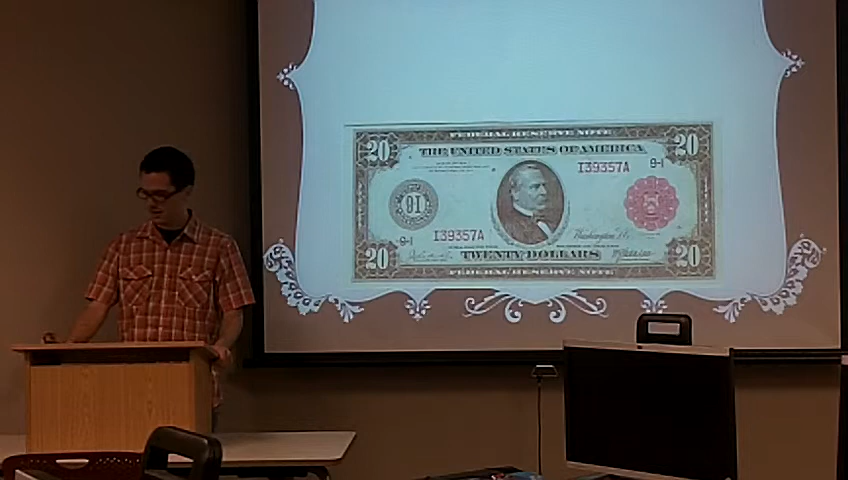 FEDERAL RESERVE NOTE
20 THE UNITED STATES OF AMERICA 20
9-I
I39357A
9-I
I39357A
Washington, D.C.
20 TWENTY DOLLARS 20
FEDERAL RESERVE NOTE